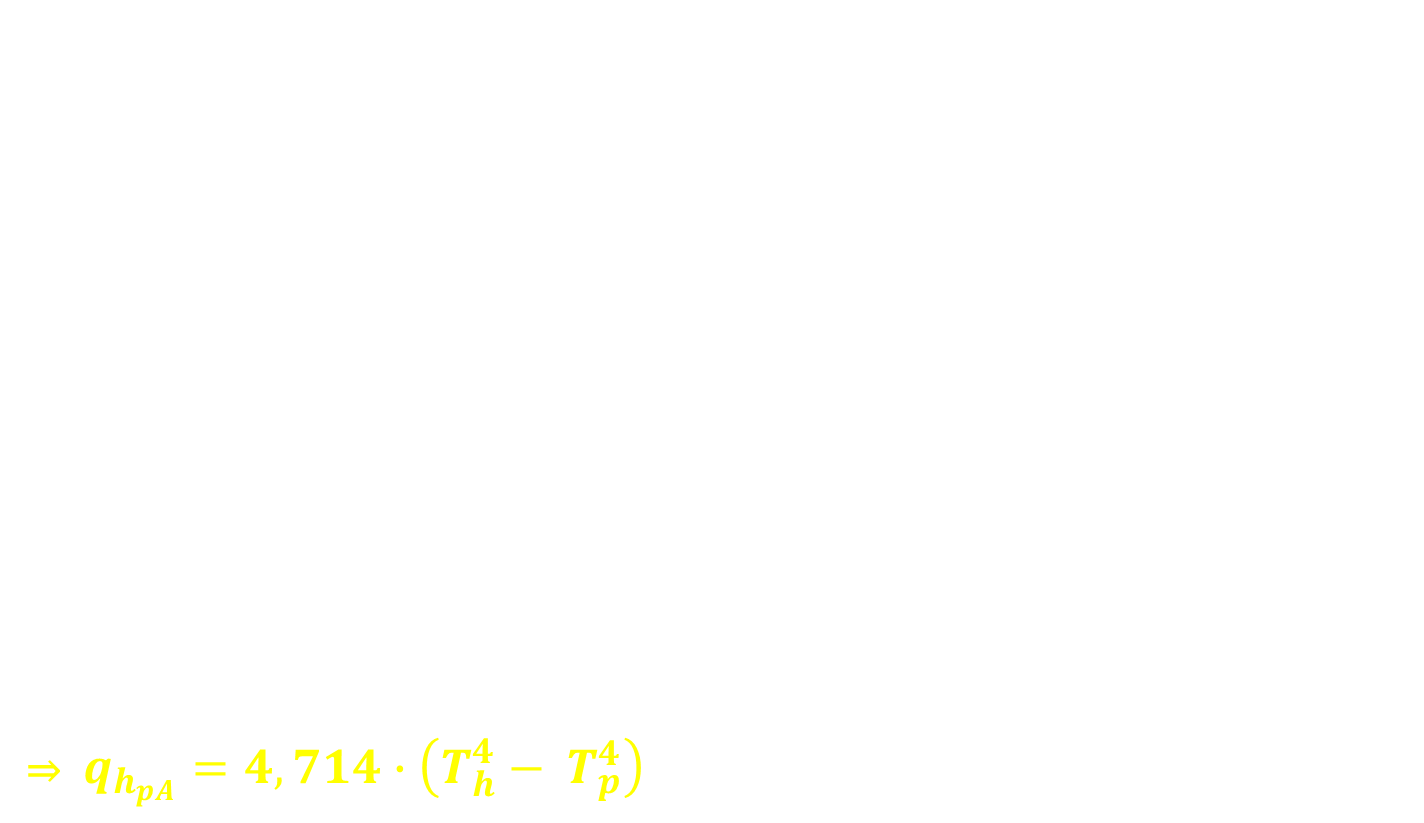 ⇒ q_{h_{pA}} = 4,714 · (T_h^4 − T_p^4)